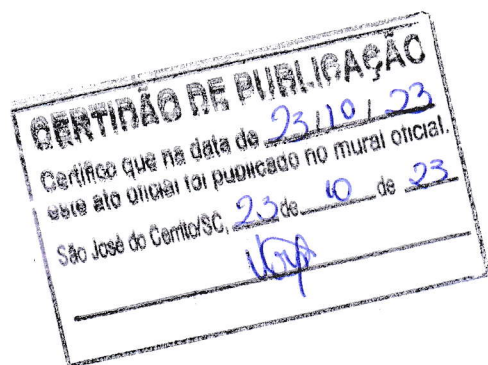 CERTIDÃO DE PUBLICAÇÃO
Certifico que na data de 23/10/23
este ato oficial foi publicado no mural oficial.
São José do Cerrito/SC, 23 de 10 de 23